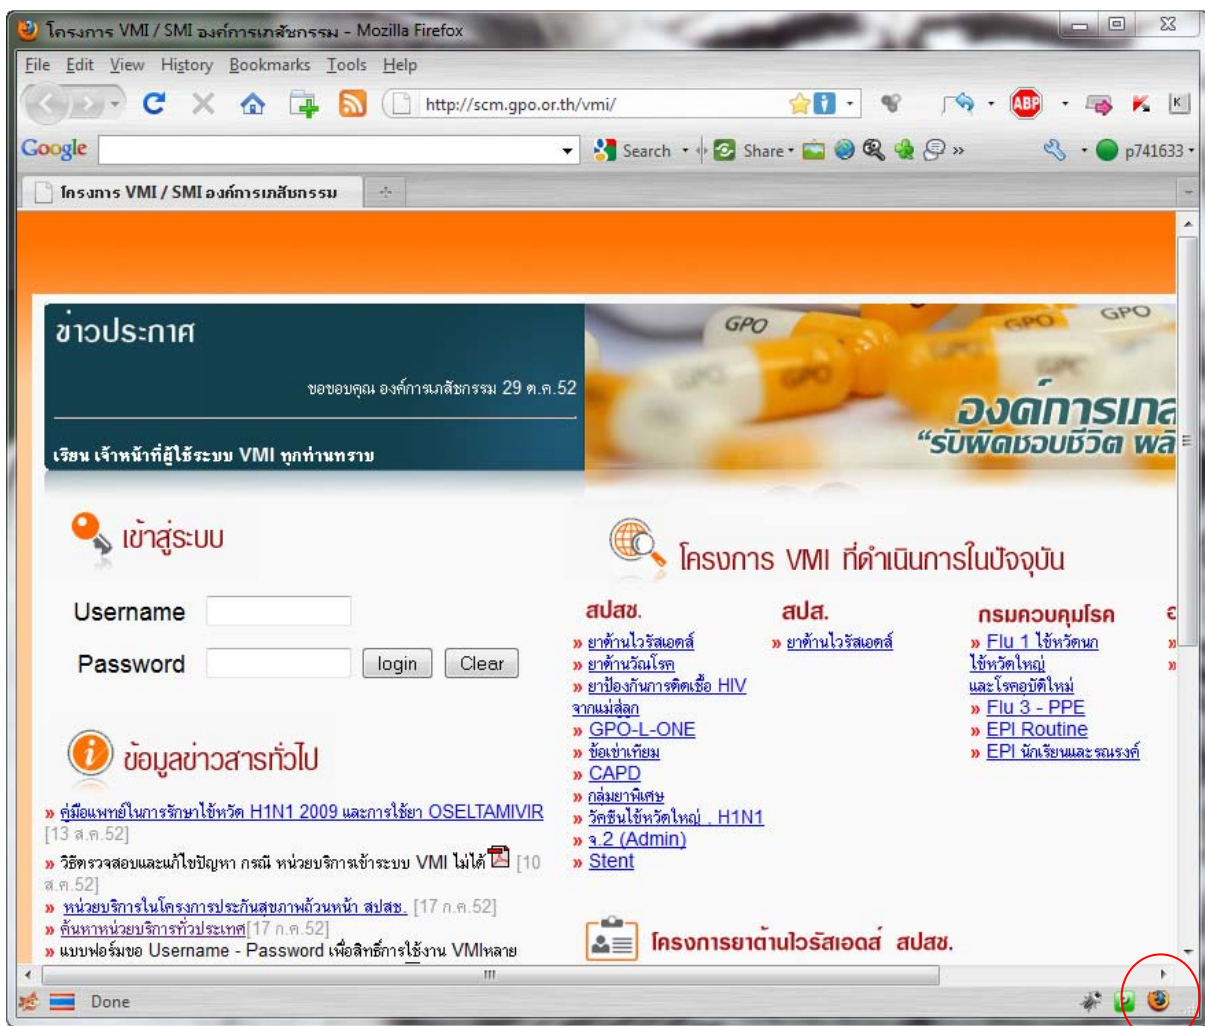 โครงการ VMI / SMI องค์การเภสัชกรรม - Mozilla Firefox
File Edit View History Bookmarks Tools Help
http://scm.gpo.or.th/vmi/
ABP
K
Google
Search
Share
»
p741633
โครงการ VMI / SMI องค์การเภสัชกรรม
ข่าวประกาศ
ขอขอบคุณ องค์การเภสัชกรรม 29 ต.ค.52
เรียน เจ้าหน้าที่ผู้ใช้ระบบ VMI ทุกท่านทราบ
GPO
GPO
GPO
GPO
องค์การเภส
“รับผิดชอบชีวิต ผลิ
เข้าสู่ระบบ
Username
Password
login Clear
ข้อมูลข่าวสารทั่วไป
» คู่มือแพทย์ในการรักษาไข้หวัด H1N1 2009 และการใช้ยา OSELTAMIVIR
[13 ส.ค.52]
» วิธีตรวจสอบและแก้ไขปัญหา กรณี หน่วยบริการเข้าระบบ VMI ไม่ได้ [10
ส.ค.52]
» หน่วยบริการในโครงการประกันสุขภาพถ้วนหน้า สปสช. [17 ก.ค.52]
» ค้นหาหน่วยบริการทั่วประเทศ[17 ก.ค.52]
» แบบฟอร์มขอ Username - Password เพื่อสิทธิ์การใช้งาน VMIหลาย
โครงการ VMI ที่ดำเนินการในปัจจุบัน
สปสช.
» ยาต้านไวรัสเอดส์
» ยาต้านวัณโรค
» ยาป้องกันการติดเชื้อ HIV
จากแม่สู่ลูก
» GPO-L-ONE
» ข้อเข่าเทียม
» CAPD
» กลุ่มยาพิเศษ
» วัคซีนไข้หวัดใหญ่ . H1N1
» จ.2 (Admin)
» Stent
สปส.
» ยาต้านไวรัสเอดส์
กรมควบคุมโรค
» Flu 1 ไข้หวัดนก
ไข้หวัดใหญ่
และโรคอุบัติใหม่
» Flu 3 - PPE
» EPI Routine
» EPI นักเรียนและรณรงค์
»
»
โครงการยาต้านไวรัสเอดส์ สปสช.
Done